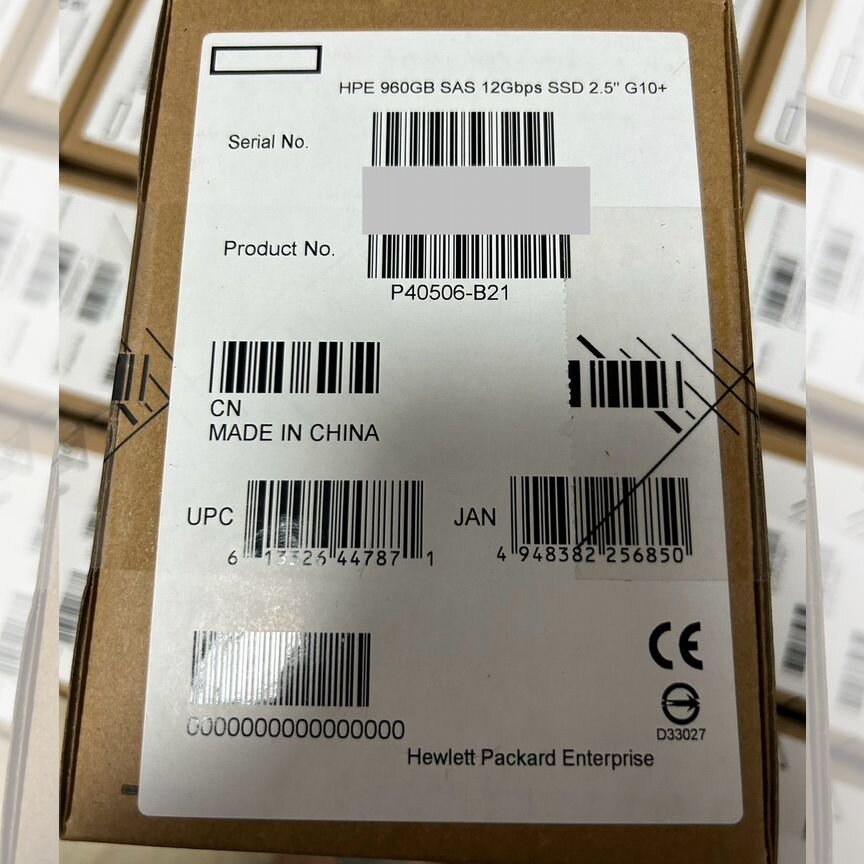 HPE 960GB SAS 12Gbps SSD 2.5" G10+
Serial No.
Product No.
P40506-B21
CN
MADE IN CHINA
UPC
6 13326 44787 1
JAN
4 948382 256850
CE
D33027
0000000000000000
Hewlett Packard Enterprise